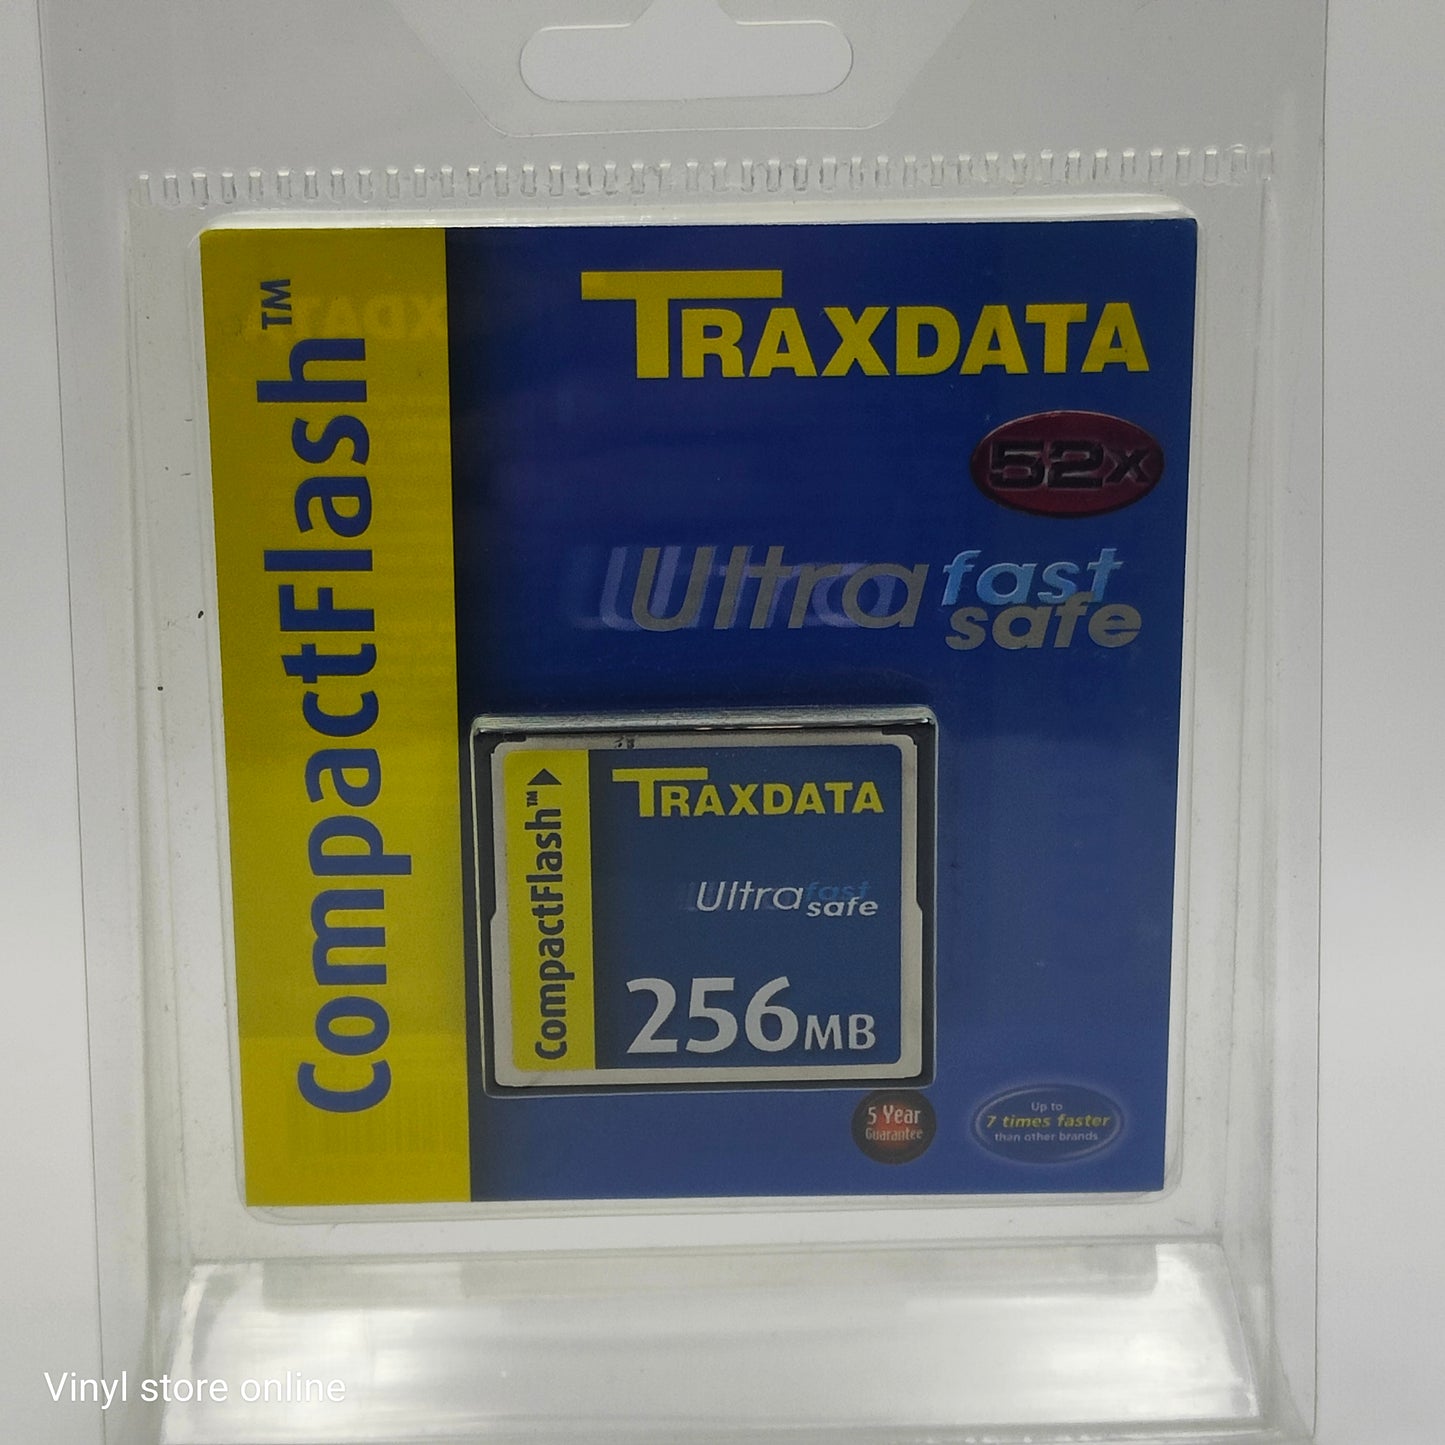 CompactFlash™
TRAXDATA
52x
Ultra fast
safe
CompactFlash™
TRAXDATA
Ultra fast
safe
256MB
5 Year
Guarantee
Up to
7 times faster
than other brands
Vinyl store online